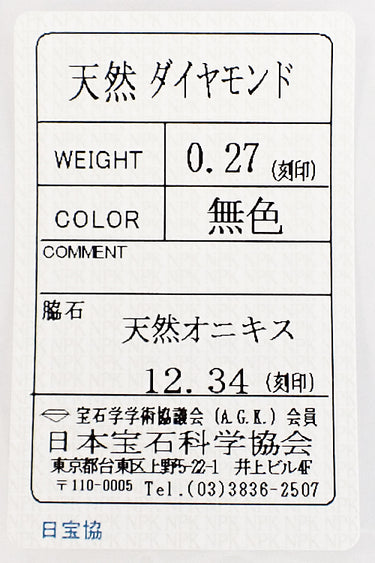 天然 ダイヤモンド
WEIGHT 0.27 (刻印)
COLOR 無色
COMMENT
脇石
天然オニキス
12.34 (刻印)
宝石学学術協議会 (A.G.K.) 会員
日本宝石科学協会
東京都台東区上野5-22-1 井上ビル4F
〒110-0005 Tel.(03)3836-2507
日宝協